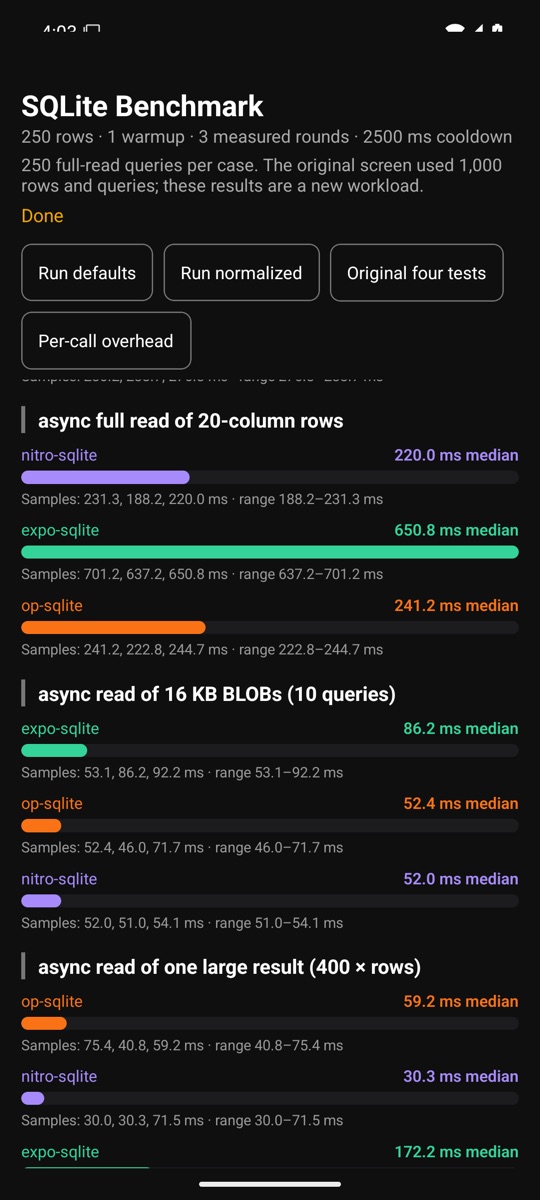 4:03
SQLite Benchmark
250 rows · 1 warmup · 3 measured rounds · 2500 ms cooldown
250 full-read queries per case. The original screen used 1,000
rows and queries; these results are a new workload.
Done
Run defaults
Run normalized
Original four tests
Per-call overhead
async full read of 20-column rows
nitro-sqlite 220.0 ms median
Samples: 231.3, 188.2, 220.0 ms · range 188.2–231.3 ms
expo-sqlite 650.8 ms median
Samples: 701.2, 637.2, 650.8 ms · range 637.2–701.2 ms
op-sqlite 241.2 ms median
Samples: 241.2, 222.8, 244.7 ms · range 222.8–244.7 ms
async read of 16 KB BLOBs (10 queries)
expo-sqlite 86.2 ms median
Samples: 53.1, 86.2, 92.2 ms · range 53.1–92.2 ms
op-sqlite 52.4 ms median
Samples: 52.4, 46.0, 71.7 ms · range 46.0–71.7 ms
nitro-sqlite 52.0 ms median
Samples: 52.0, 51.0, 54.1 ms · range 51.0–54.1 ms
async read of one large result (400 × rows)
op-sqlite 59.2 ms median
Samples: 75.4, 40.8, 59.2 ms · range 40.8–75.4 ms
nitro-sqlite 30.3 ms median
Samples: 30.0, 30.3, 71.5 ms · range 30.0–71.5 ms
expo-sqlite 172.2 ms median